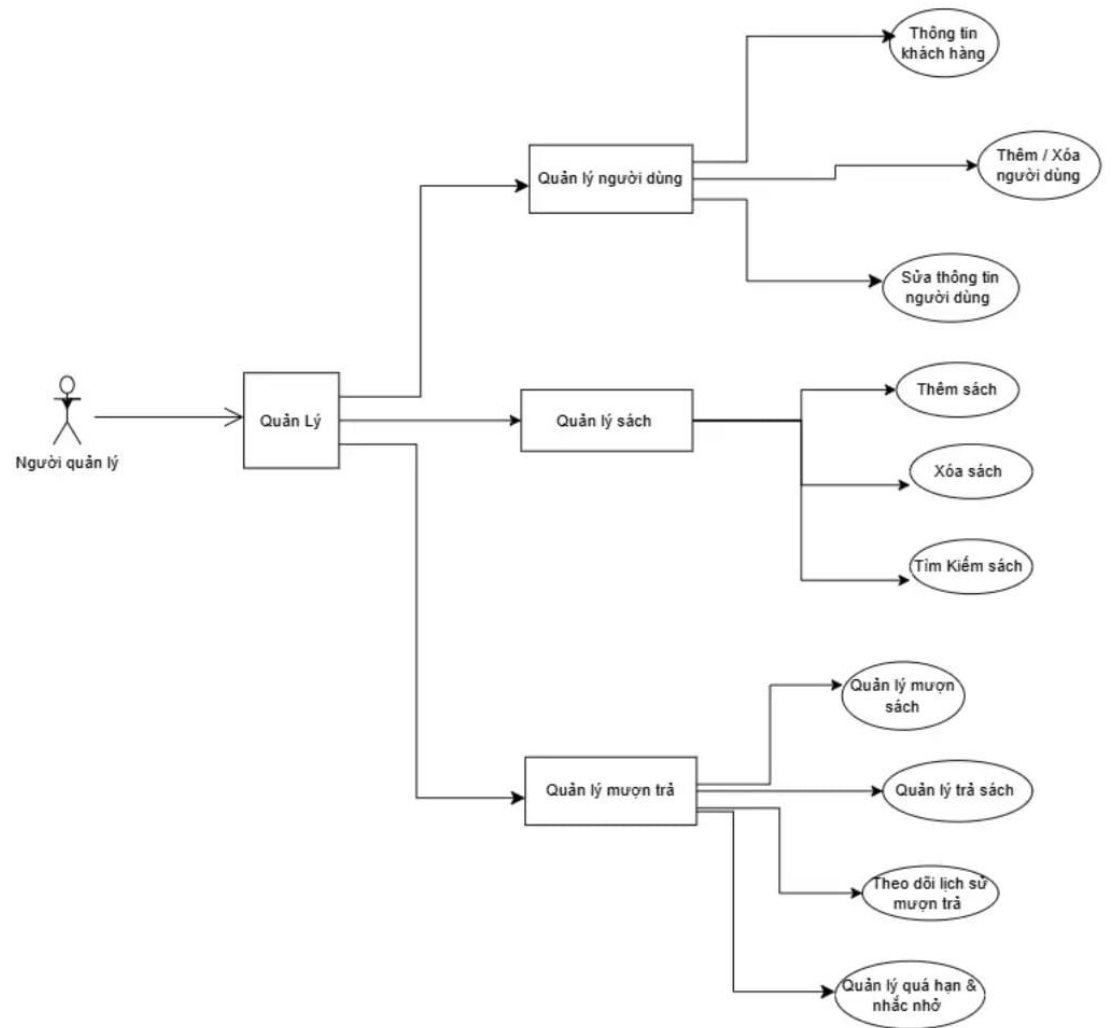 Thông tin
khách hàng
Thêm / Xóa
người dùng
Quản lý người dùng
Sửa thông tin
người dùng
Người quản lý
Quản Lý
Quản lý sách
Thêm sách
Xóa sách
Tìm Kiếm sách
Quản lý mượn
sách
Quản lý mượn trả
Quản lý trả sách
Theo dõi lịch sử
mượn trả
Quản lý quá hạn &
nhắc nhở